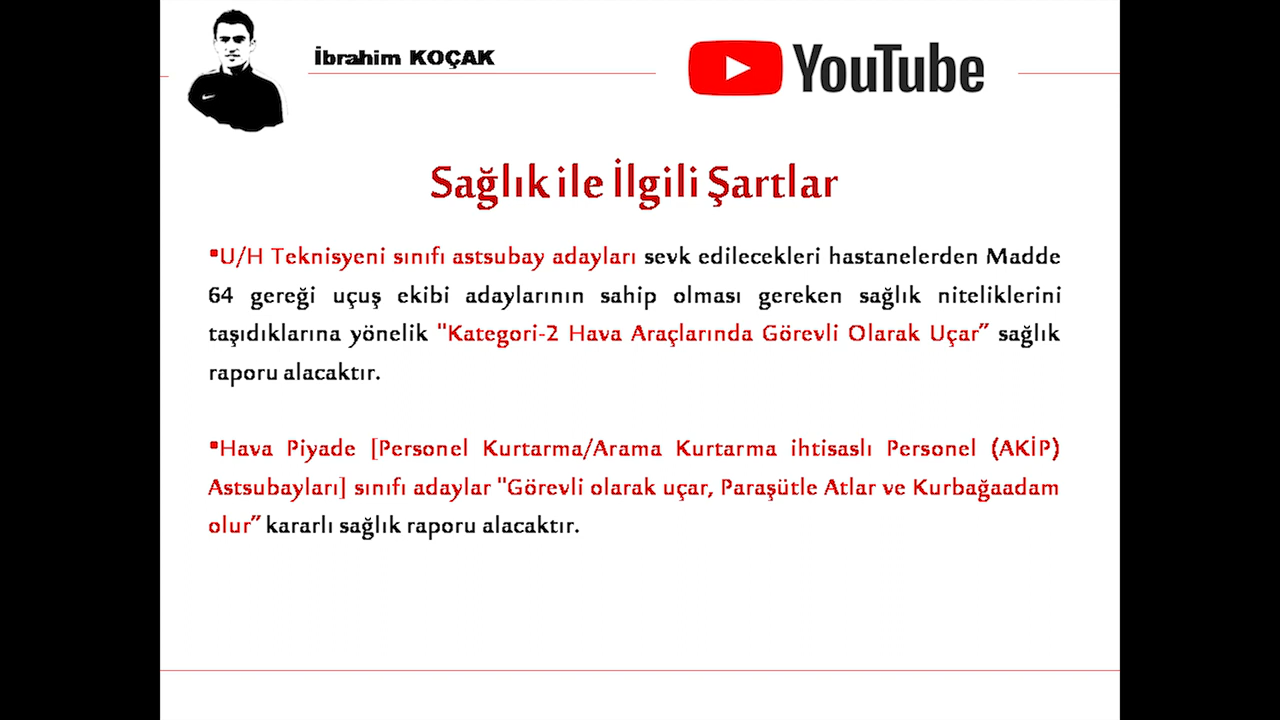 İbrahim KOÇAK
YouTube
Sağlık ile İlgili Şartlar
▪U/H Teknisyeni sınıfı astsubay adayları sevk edilecekleri hastanelerden Madde
64 gereği uçuş ekibi adaylarının sahip olması gereken sağlık niteliklerini
taşıdıklarına yönelik "Kategori-2 Hava Araçlarında Görevli Olarak Uçar” sağlık
raporu alacaktır.
▪Hava Piyade [Personel Kurtarma/Arama Kurtarma ihtisaslı Personel (AKİP)
Astsubayları] sınıfı adaylar "Görevli olarak uçar, Paraşütle Atlar ve Kurbağaadam
olur” kararlı sağlık raporu alacaktır.